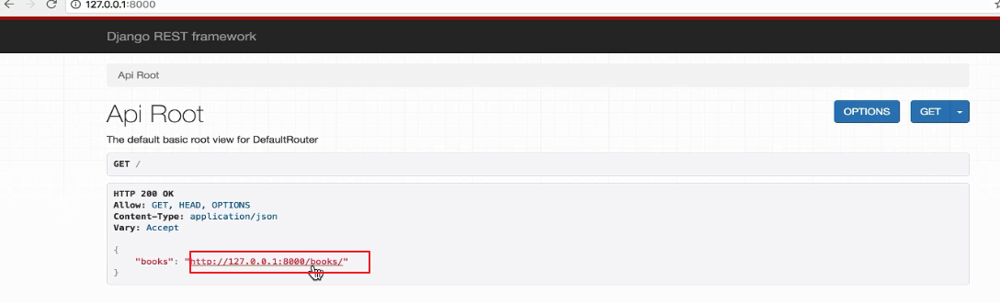 127.0.0.1:8000
Django REST framework
Api Root
Api Root
OPTIONS
GET
The default basic root view for DefaultRouter
GET /
HTTP 200 OK
Allow: GET, HEAD, OPTIONS
Content-Type: application/json
Vary: Accept
{
"books": "http://127.0.0.1:8000/books/"
}